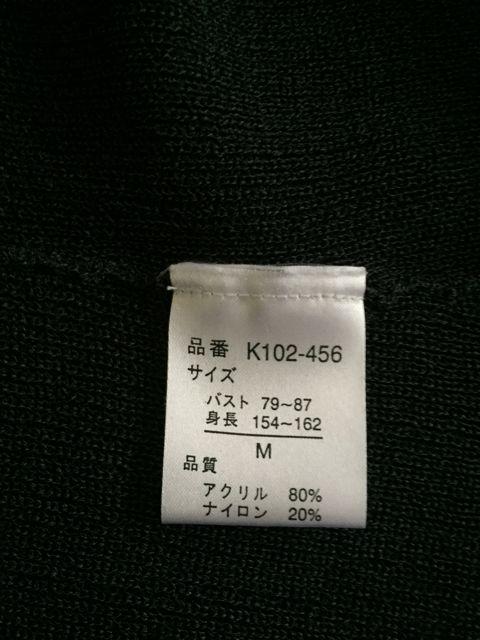 品番 K102-456
サイズ
バスト 79~87
身長 154~162
M
品質
アクリル 80%
ナイロン 20%